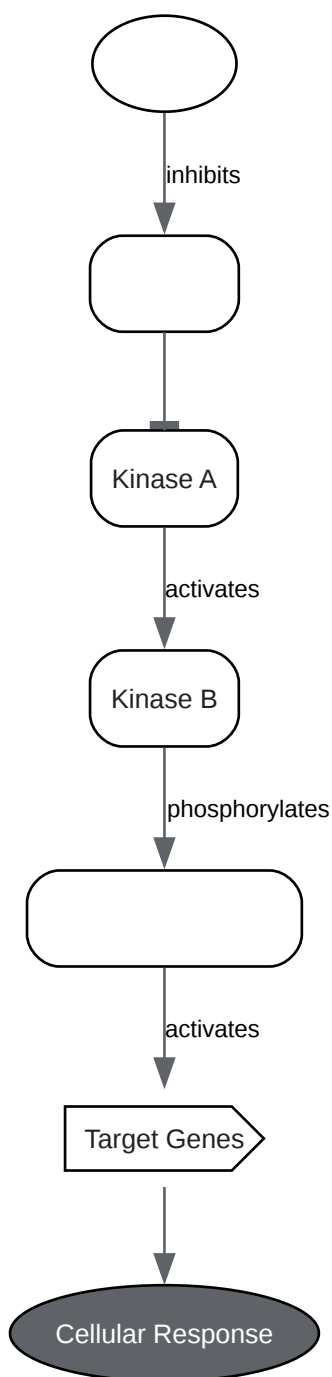 inhibits
Kinase A
activates
Kinase B
phosphorylates
activates
Target Genes
Cellular Response